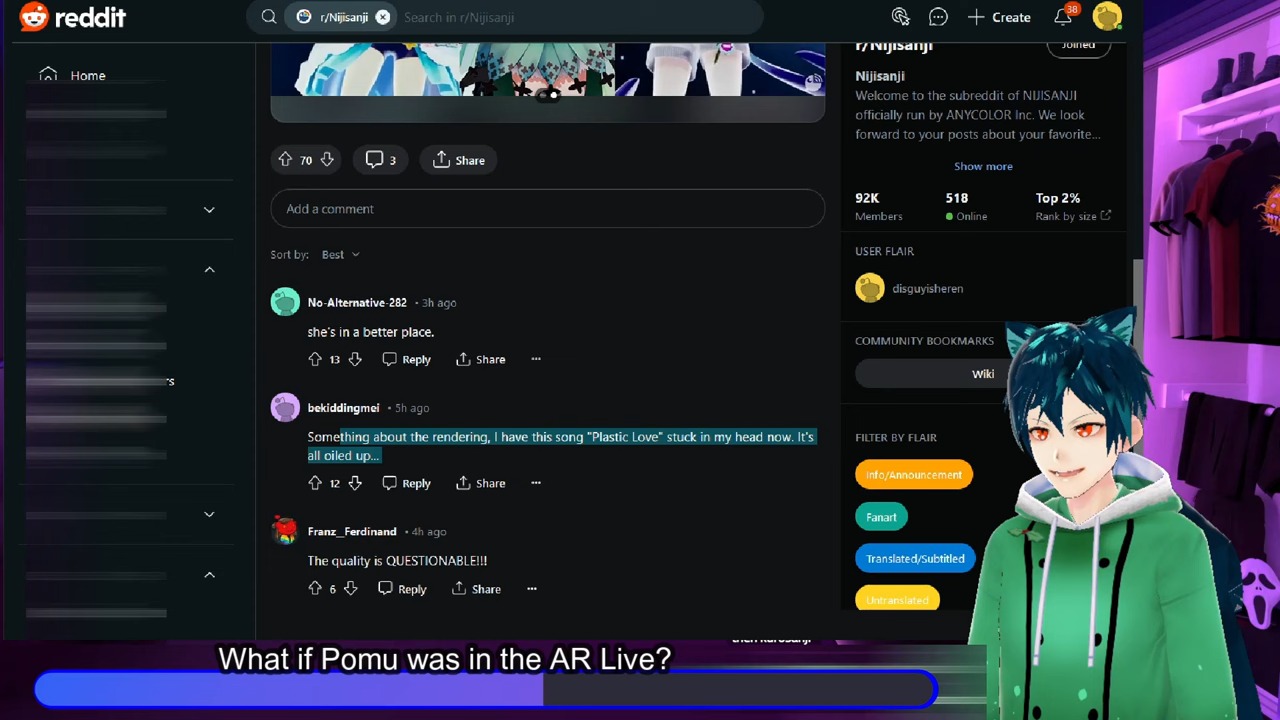 reddit
r/Nijisanji
Search in r/Nijisanji
Create
38
Home
r/Nijisanji
Joined
Nijisanji
Welcome to the subreddit of NIJISANJI
officially run by ANYCOLOR Inc. We look
forward to your posts about your favorite...
Show more
92K
518
Top 2%
Members
Online
Rank by size
70
3
Share
Add a comment
Sort by:
Best
USER FLAIR
disguyisheren
COMMUNITY BOOKMARKS
Wiki
FILTER BY FLAIR
Info/Announcement
Fanart
Translated/Subtitled
Untranslated
No-Alternative-282 • 3h ago
she's in a better place.
13
Reply
Share
bekiddingmei • 5h ago
Something about the rendering, I have this song "Plastic Love" stuck in my head now. It's
all oiled up...
12
Reply
Share
Franz__Ferdinand • 4h ago
The quality is QUESTIONABLE!!!
6
Reply
Share
What if Pomu was in the AR Live?